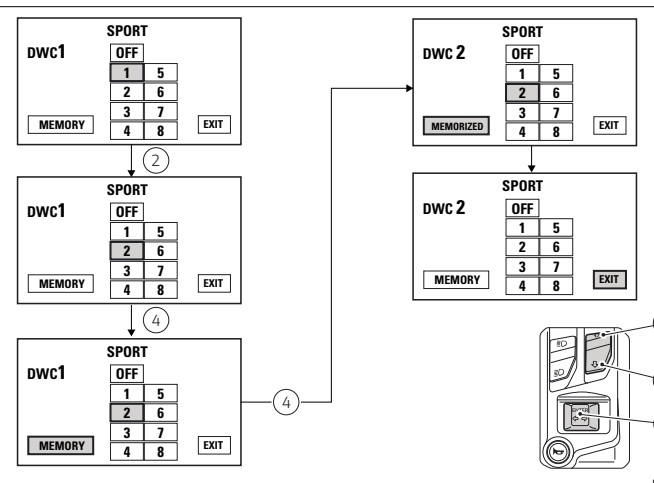 SPORT
DWC1
OFF
1 5
2 6
3 7
4 8
MEMORY
EXIT
2
SPORT
DWC1
OFF
1 5
2 6
3 7
4 8
MEMORY
EXIT
4
SPORT
DWC1
OFF
1 5
2 6
3 7
4 8
MEMORY
EXIT
4
SPORT
DWC 2
OFF
1 5
2 6
3 7
4 8
MEMORIZED
EXIT
SPORT
DWC 2
OFF
1 5
2 6
3 7
4 8
MEMORY
EXIT